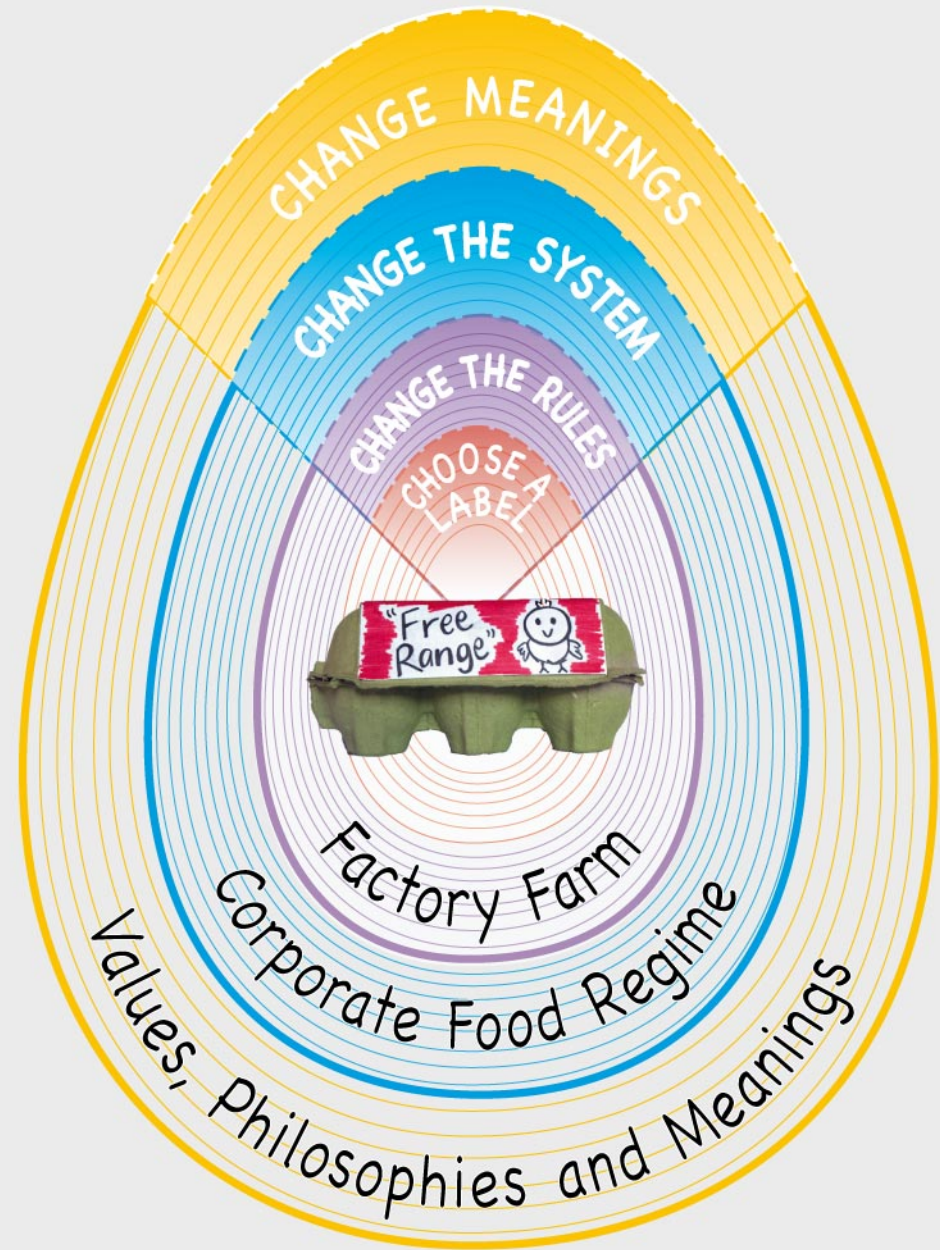 CHANGE MEANINGS
CHANGE THE SYSTEM
CHANGE THE RULES
CHOOSE A
LABEL
"Free
Range"
Factory Farm
Corporate Food Regime
Values, Philosophies and Meanings